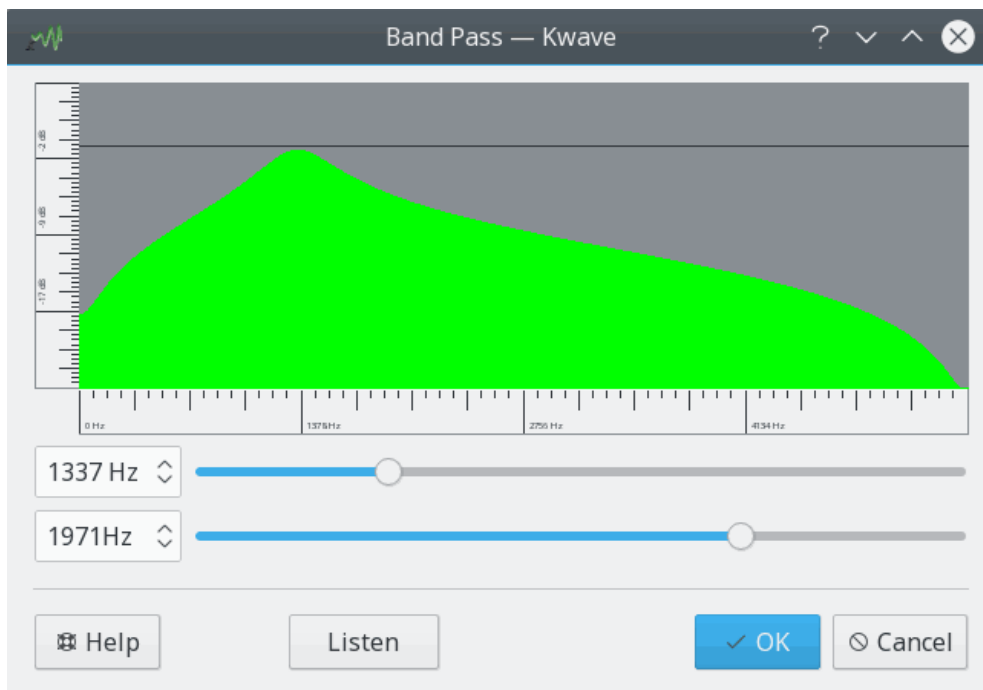 Band Pass — Kwave
-2 dB
-9 dB
-17 dB
0 Hz
1378Hz
2756 Hz
4134 Hz
1337 Hz
1971Hz
Help
Listen
OK
Cancel